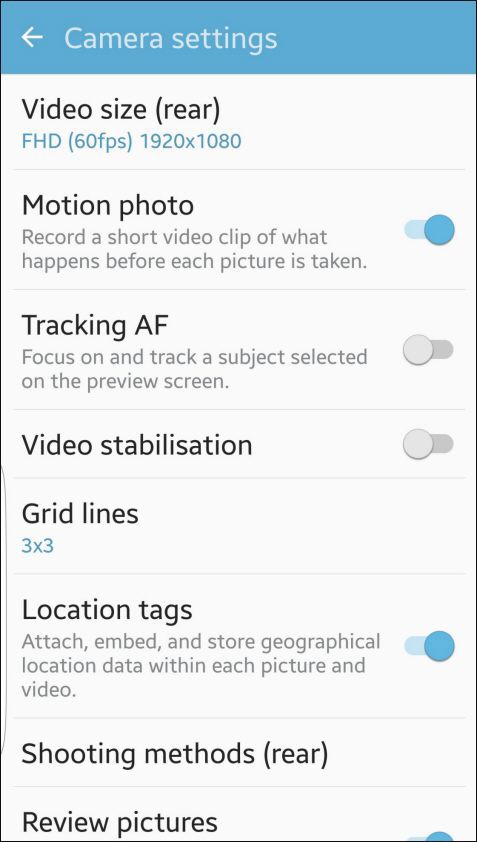 Camera settings
Video size (rear)
FHD (60fps) 1920x1080
Motion photo
Record a short video clip of what
happens before each picture is taken.
Tracking AF
Focus on and track a subject selected
on the preview screen.
Video stabilisation
Grid lines
3x3
Location tags
Attach, embed, and store geographical
location data within each picture and
video.
Shooting methods (rear)
Review pictures